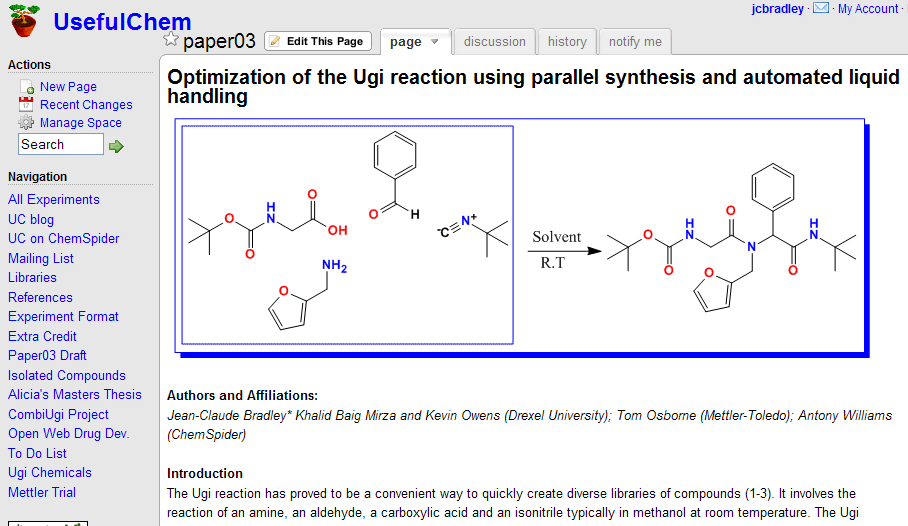 UsefulChem
jcbradley · My Account ·
paper03
Edit This Page
page
discussion
history
notify me
Actions
New Page
Recent Changes
Manage Space
Search
Navigation
All Experiments
UC blog
UC on ChemSpider
Mailing List
Libraries
References
Experiment Format
Extra Credit
Paper03 Draft
Isolated Compounds
Alicia's Masters Thesis
CombiUgi Project
Open Web Drug Dev.
To Do List
Ugi Chemicals
Mettler Trial
Optimization of the Ugi reaction using parallel synthesis and automated liquid
handling
O
O
H
N
O
OH
O
H
-C
N+
NH2
O
Solvent
R.T
O
O
H
N
O
N
O
O
H
N
Authors and Affiliations:
Jean-Claude Bradley* Khalid Baig Mirza and Kevin Owens (Drexel University); Tom Osborne (Mettler-Toledo); Antony Williams
(ChemSpider)
Introduction
The Ugi reaction has proved to be a convenient way to quickly create diverse libraries of compounds (1-3). It involves the
reaction of an amine, an aldehyde, a carboxylic acid and an isonitrile typically in methanol at room temperature. The Ugi